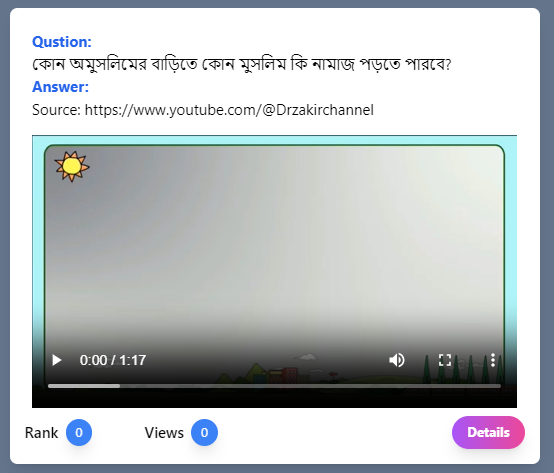 Qustion:
কোন অমুসলিমের বাড়িতে কোন মুসলিম কি নামাজ পড়তে পারবে?
Answer:
Source: https://www.youtube.com/@Drzakirchannel
0:00 / 1:17
Rank 0 Views 0 Details